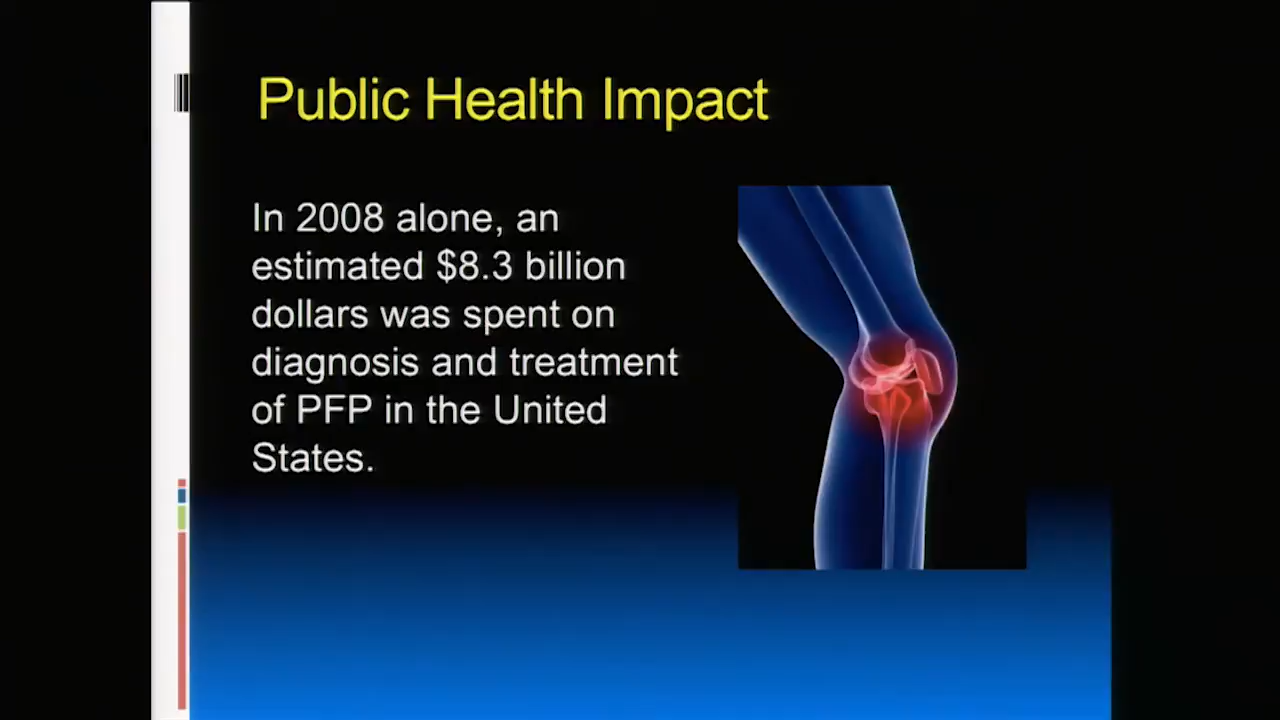 Public Health Impact
In 2008 alone, an
estimated $8.3 billion
dollars was spent on
diagnosis and treatment
of PFP in the United
States.